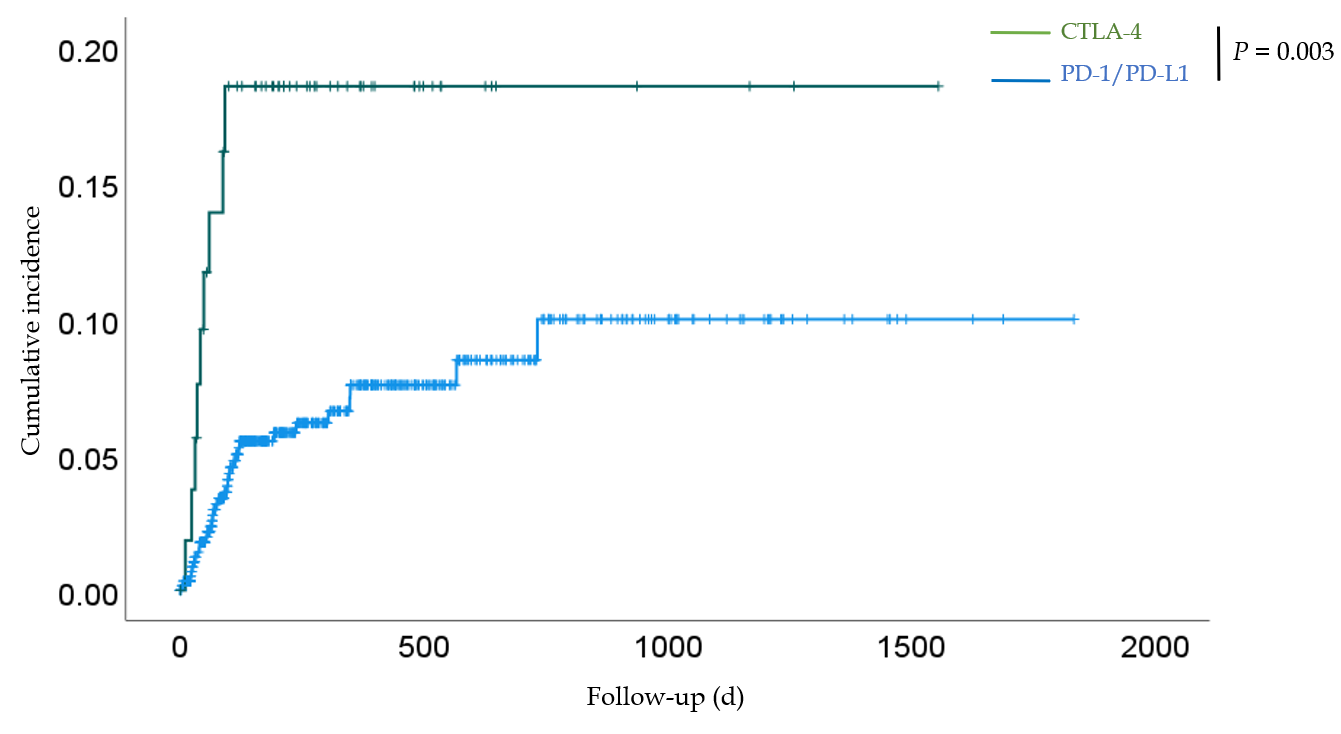 CTLA-4
PD-1/PD-L1
P = 0.003
0.20
0.15
0.10
0.05
0.00
Cumulative incidence
0 500 1000 1500 2000
Follow-up (d)